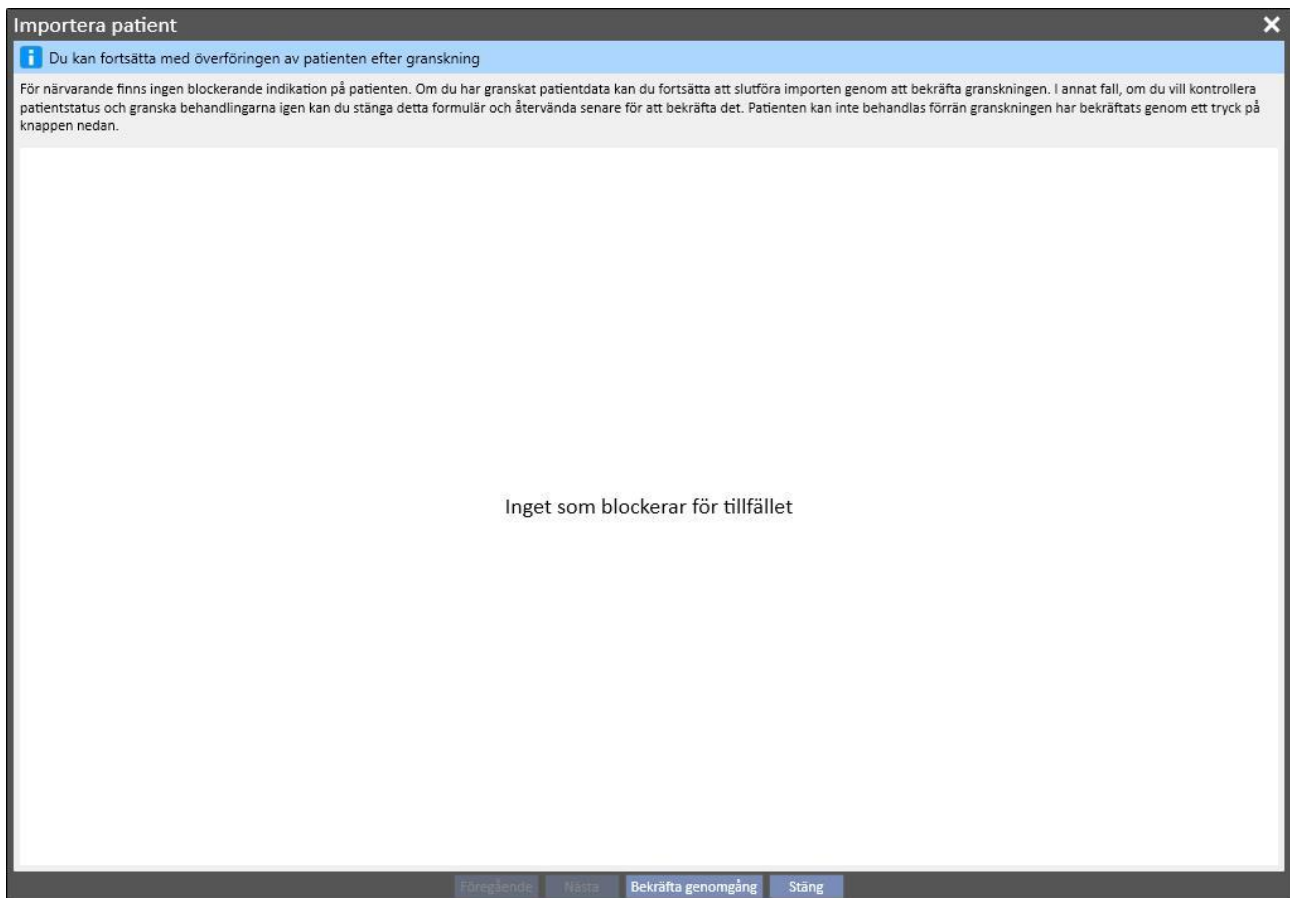 Importera patient
Du kan fortsätta med överföringen av patienten efter granskning
För närvarande finns ingen blockerande indikation på patienten. Om du har granskat patientdata kan du fortsätta att slutföra importen genom att bekräfta granskningen. I annat fall, om du vill kontrollera
patientstatus och granska behandlingarna igen kan du stänga detta formulär och återvända senare för att bekräfta det. Patienten kan inte behandlas förrän granskningen har bekräftats genom ett tryck på
knappen nedan.
Inget som blockerar för tillfället
Föregående Nästa Bekräfta genomgång Stäng